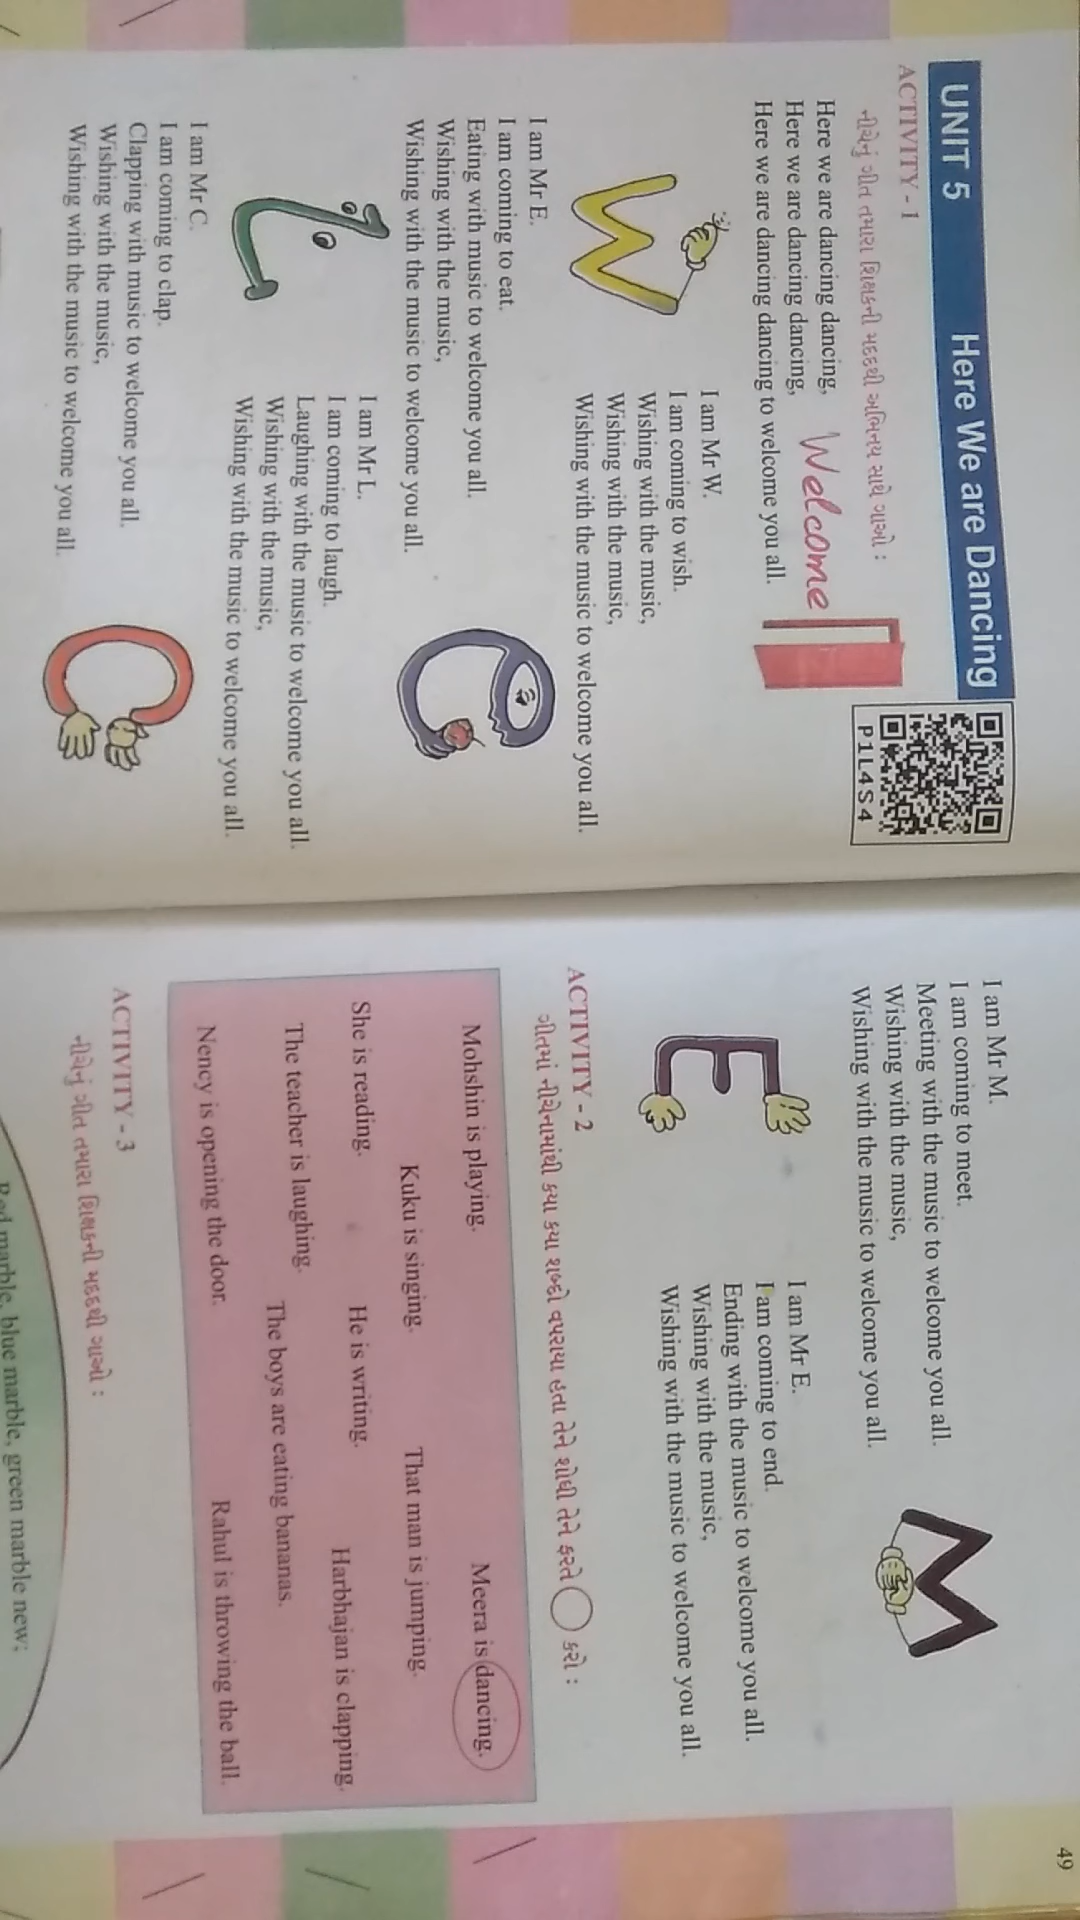 UNIT 5 Here We are Dancing
P1L4S4
ACTIVITY - 1
નીચેનું ગીત તમારા શિક્ષકની મદદથી અભિનય સાથે ગાઓ :
Here we are dancing dancing,
Here we are dancing dancing,
Here we are dancing dancing to welcome you all.
Welcome
I am Mr W.
I am coming to wish.
Wishing with the music,
Wishing with the music,
Wishing with the music to welcome you all.
I am Mr E.
I am coming to eat.
Eating with music to welcome you all.
Wishing with the music,
Wishing with the music to welcome you all.
I am Mr L.
I am coming to laugh.
Laughing with the music to welcome you all.
Wishing with the music,
Wishing with the music to welcome you all.
I am Mr C.
I am coming to clap.
Clapping with music to welcome you all.
Wishing with the music,
Wishing with the music to welcome you all.
49
I am Mr M.
I am coming to meet.
Meeting with the music to welcome you all.
Wishing with the music,
Wishing with the music to welcome you all.
I am Mr E.
I am coming to end.
Ending with the music to welcome you all.
Wishing with the music,
Wishing with the music to welcome you all.
ACTIVITY - 2
ગીતમાં નીચેનામાંથી કયા કયા શબ્દો વપરાયા હતા તેને શોધી તેને ફરતે કરો :
Mohshin is playing. Meera is dancing.
Kuku is singing. That man is jumping.
She is reading. He is writing. Harbhajan is clapping.
The teacher is laughing. The boys are eating bananas.
Nency is opening the door. Rahul is throwing the ball.
ACTIVITY - 3
નીચેનું ગીત તમારા શિક્ષકની મદદથી ગાઓ :
Red marble, blue marble, green marble new;